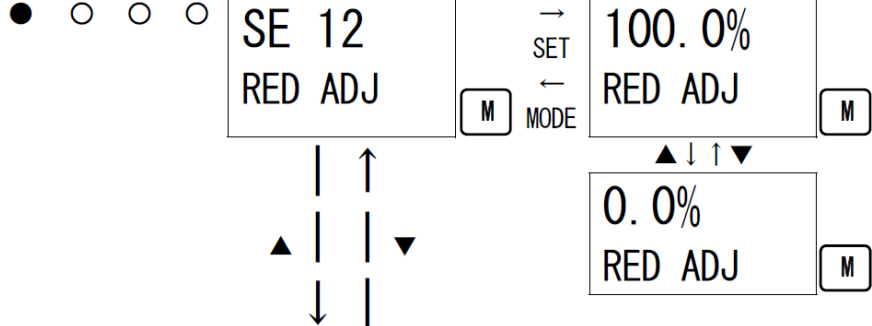 ● ○ ○ ○
SE 12
RED ADJ
M
→
SET
←
MODE
100.0%
RED ADJ
M
▲↓↑▼
0.0%
RED ADJ
M
▲ ↓ ↑ ▼